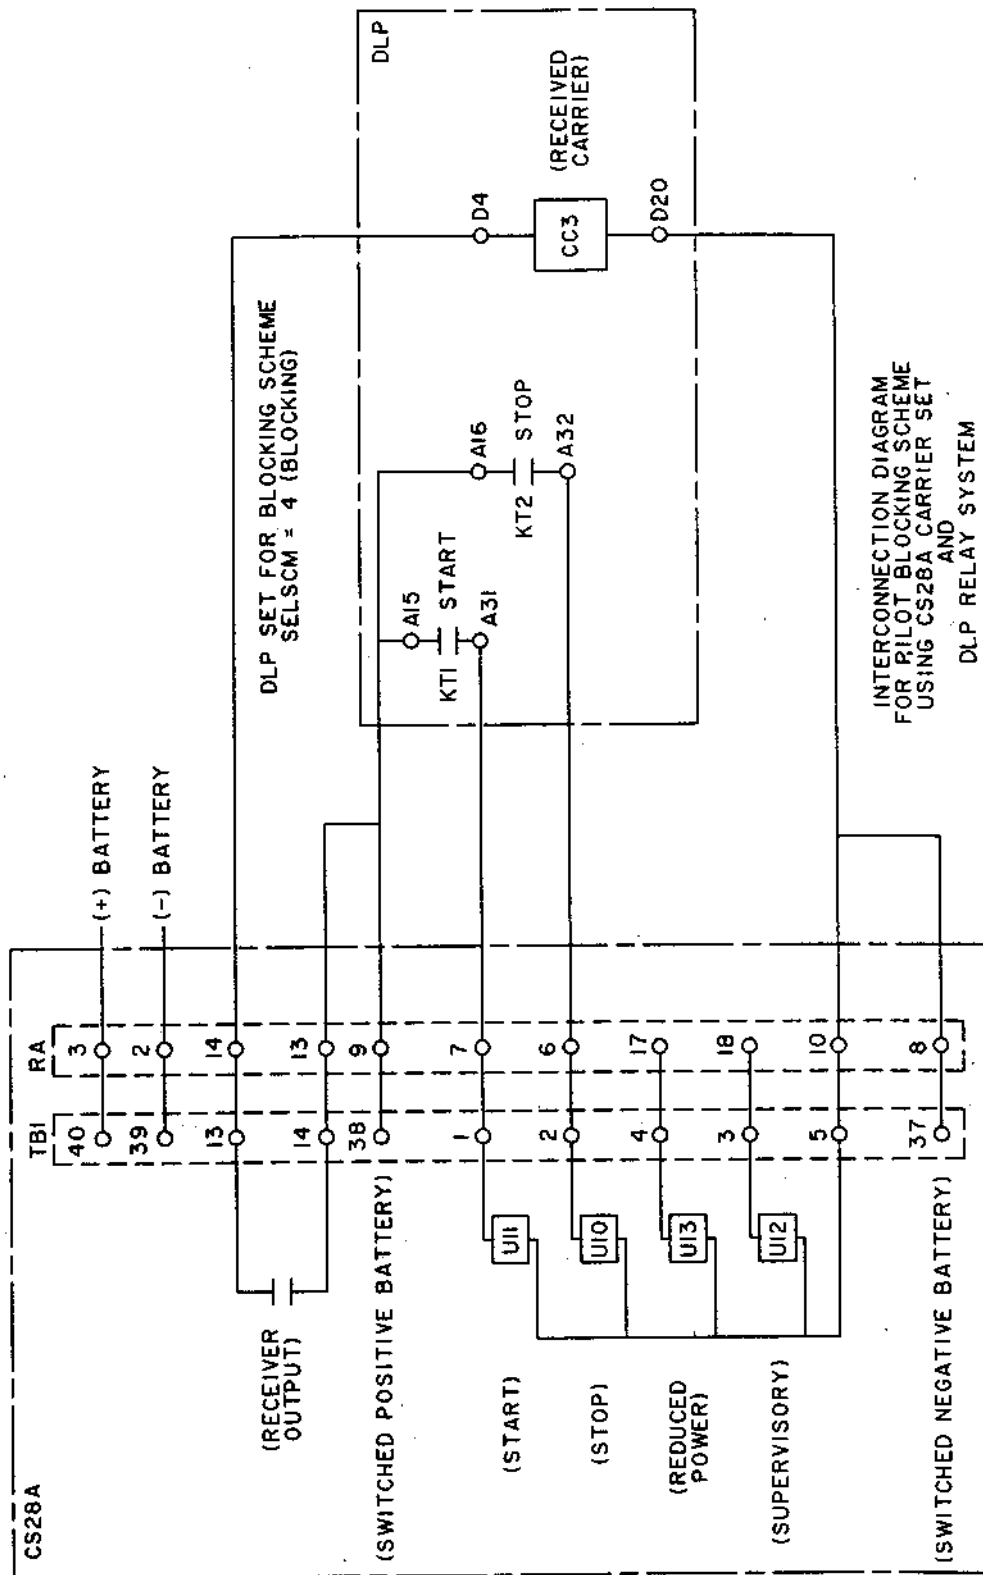 CS28A
TB1
RA
40
3
(+) BATTERY
39
2
(-) BATTERY
13
14
(RECEIVER
OUTPUT)
14
13
(SWITCHED POSITIVE BATTERY)
38
9
(START)
U11
1
7
(STOP)
U10
2
6
(REDUCED
POWER)
U13
4
17
(SUPERVISORY)
U12
3
18
5
10
(SWITCHED NEGATIVE BATTERY)
37
8
DLP SET FOR BLOCKING SCHEME
SELSCM = 4 (BLOCKING)
DLP
A15
KT1
START
A31
A16
KT2
STOP
A32
D4
CC3
(RECEIVED
CARRIER)
D20
INTERCONNECTION DIAGRAM
FOR PILOT BLOCKING SCHEME
USING CS28A CARRIER SET
AND
DLP RELAY SYSTEM